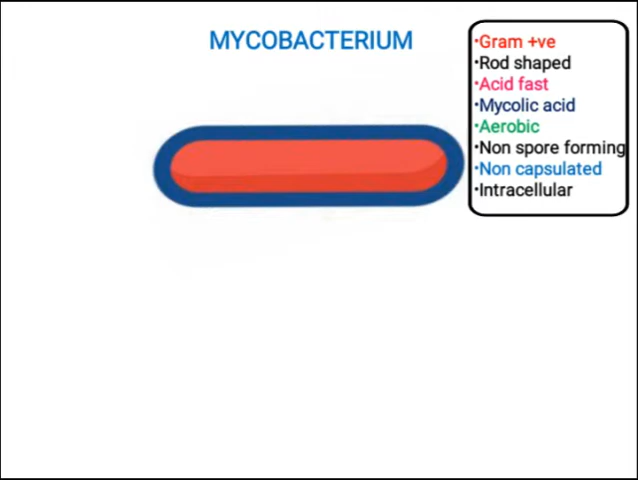 MYCOBACTERIUM
•Gram +ve
•Rod shaped
•Acid fast
•Mycolic acid
•Aerobic
•Non spore forming
•Non capsulated
•Intracellular